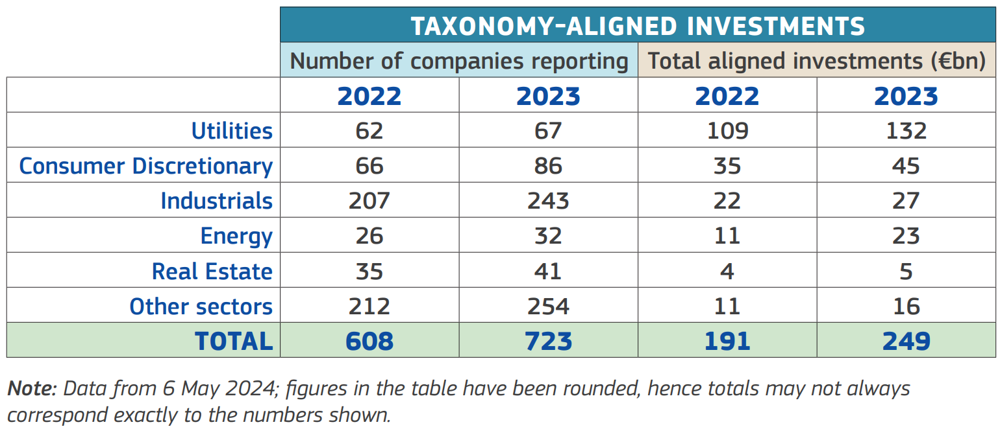 TAXONOMY-ALIGNED INVESTMENTS
Number of companies reporting Total aligned investments (€bn)
2022 2023 2022 2023
Utilities 62 67 109 132
Consumer Discretionary 66 86 35 45
Industrials 207 243 22 27
Energy 26 32 11 23
Real Estate 35 41 4 5
Other sectors 212 254 11 16
TOTAL 608 723 191 249
Note: Data from 6 May 2024; figures in the table have been rounded, hence totals may not always
correspond exactly to the numbers shown.